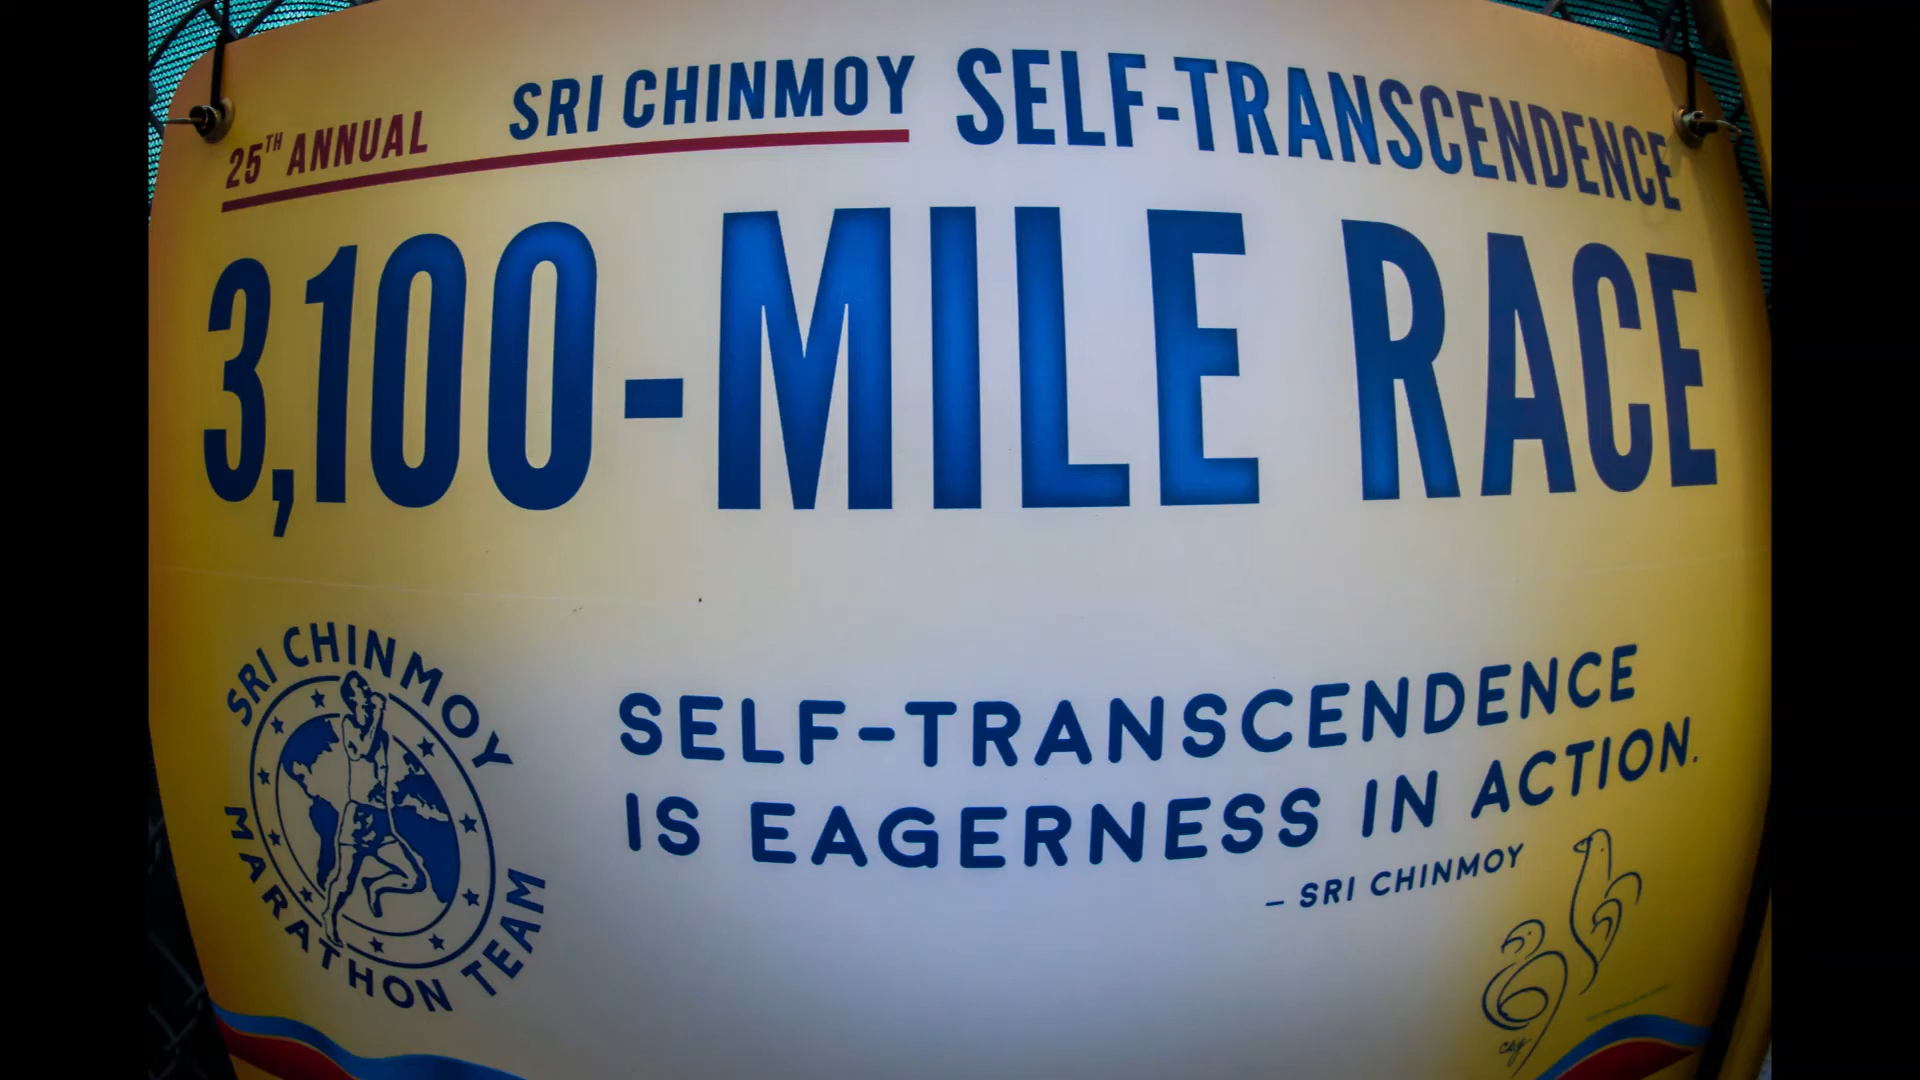 25TH ANNUAL SRI CHINMOY SELF-TRANSCENDENCE
3,100-MILE RACE
SRI CHINMOY
MARATHON TEAM
SELF-TRANSCENDENCE
IS EAGERNESS IN ACTION.
– SRI CHINMOY